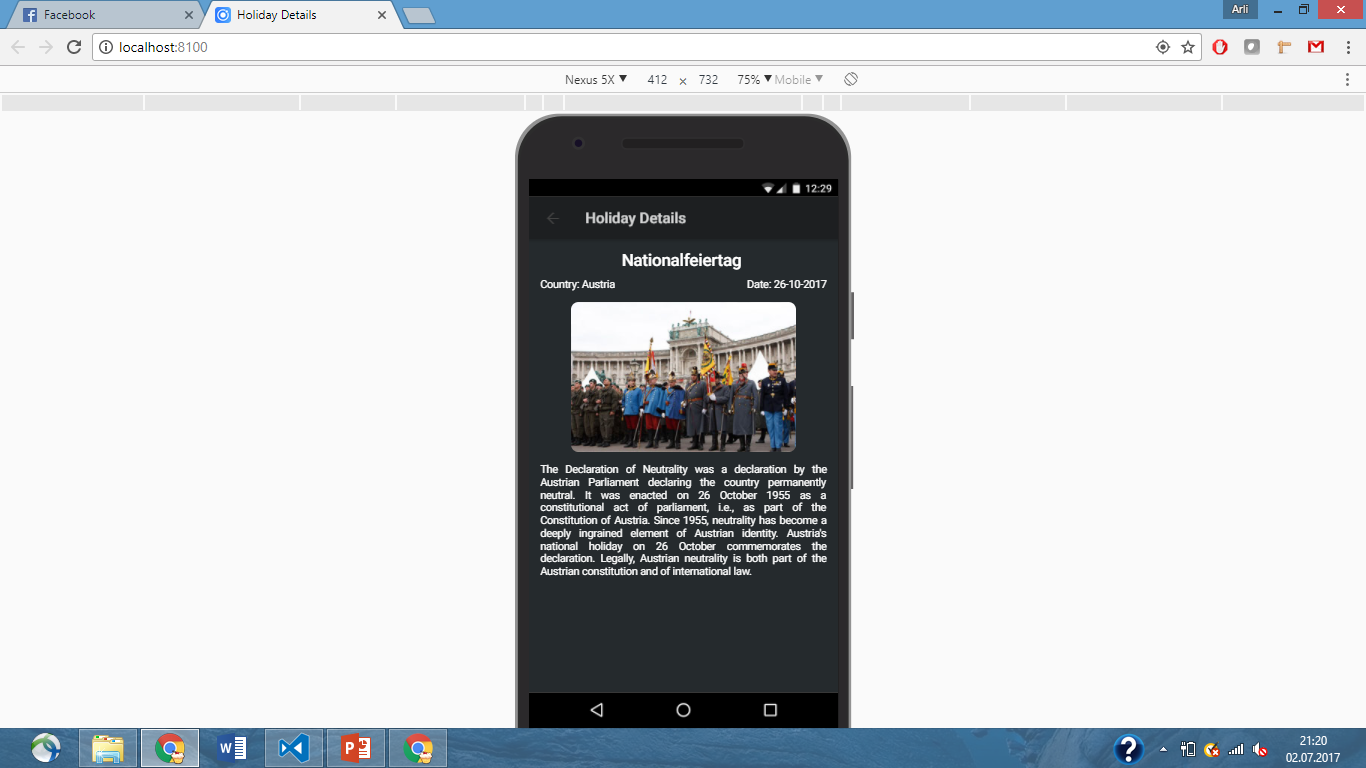 Facebook
Holiday Details
Arli
localhost:8100
Nexus 5X
412 × 732
75%
Mobile
12:29
Holiday Details
Nationalfeiertag
Country: Austria
Date: 26-10-2017
The Declaration of Neutrality was a declaration by the
Austrian Parliament declaring the country permanently
neutral. It was enacted on 26 October 1955 as a
constitutional act of parliament, i.e., as part of the
Constitution of Austria. Since 1955, neutrality has become a
deeply ingrained element of Austrian identity. Austria's
national holiday on 26 October commemorates the
declaration. Legally, Austrian neutrality is both part of the
Austrian constitution and of international law.
21:20
02.07.2017